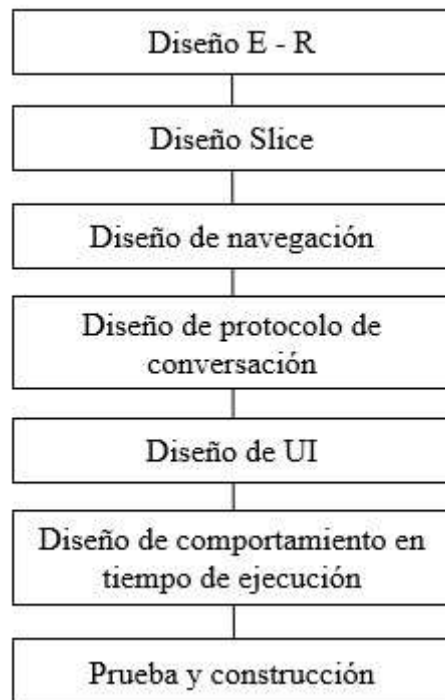 Diseño E - R
Diseño Slice
Diseño de navegación
Diseño de protocolo de
conversación
Diseño de UI
Diseño de comportamiento en
tiempo de ejecución
Prueba y construcción